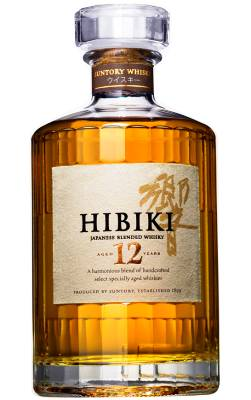 SUNTORY WHISKY
ウイスキー
響
HIBIKI
JAPANESE BLENDED WHISKY
AGED 12 YEARS
A harmonious blend of handcrafted
select specially aged whiskies
PRODUCED BY SUNTORY, ESTABLISHED 1899